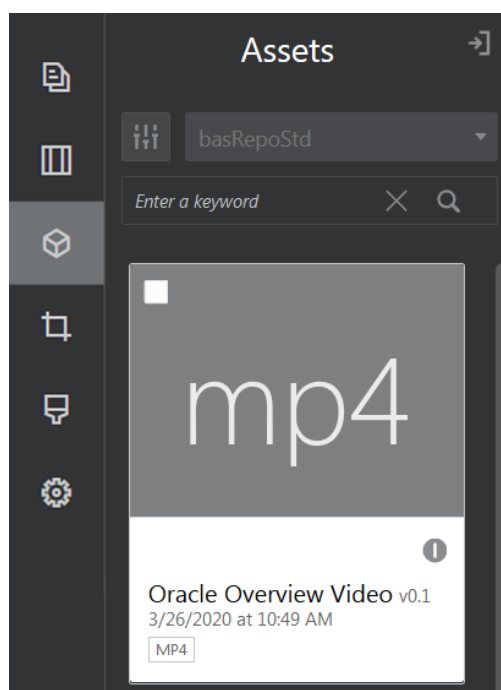 Assets
basRepoStd
Enter a keyword
mp4
Oracle Overview Video v0.1
3/26/2020 at 10:49 AM
MP4